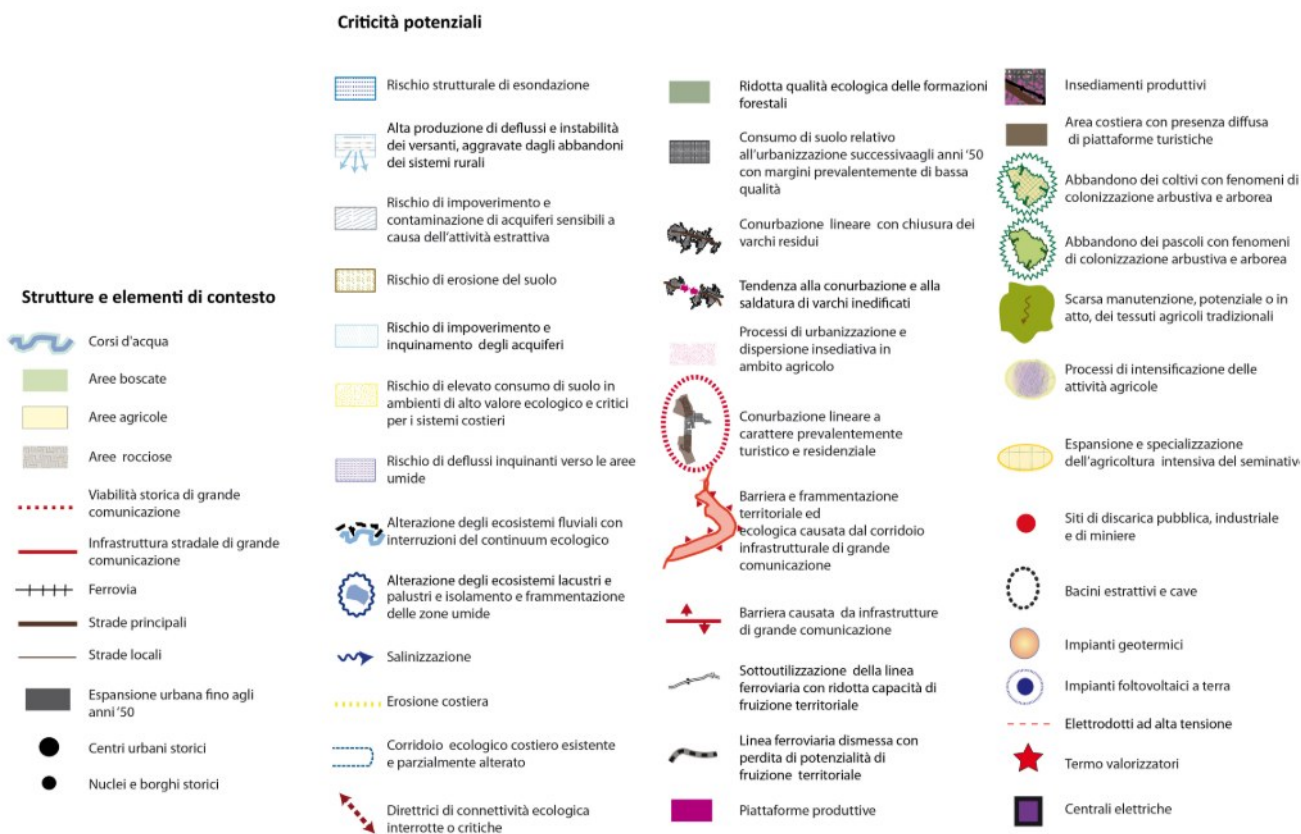 Criticità potenziali
Strutture e elementi di contesto
Corsi d'acqua
Aree boscate
Aree agricole
Aree rocciose
Viabilità storica di grande
comunicazione
Infrastruttura stradale di grande
comunicazione
Ferrovia
Strade principali
Strade locali
Espansione urbana fino agli
anni '50
Centri urbani storici
Nuclei e borghi storici
Rischio strutturale di esondazione
Alta produzione di deflussi e instabilità
dei versanti, aggravate dagli abbandoni
dei sistemi rurali
Rischio di impoverimento e
contaminazione di acquiferi sensibili a
causa dell'attività estrattiva
Rischio di erosione del suolo
Rischio di impoverimento e
inquinamento degli acquiferi
Rischio di elevato consumo di suolo in
ambienti di alto valore ecologico e critici
per i sistemi costieri
Rischio di deflussi inquinanti verso le aree
umide
Alterazione degli ecosistemi fluviali con
interruzioni del continuum ecologico
Alterazione degli ecosistemi lacustri e
palustri e isolamento e frammentazione
delle zone umide
Salinizzazione
Erosione costiera
Corridoio ecologico costiero esistente
e parzialmente alterato
Direttrici di connettività ecologica
interrotte o critiche
Ridotta qualità ecologica delle formazioni
forestali
Consumo di suolo relativo
all'urbanizzazione successivaagli anni '50
con margini prevalentemente di bassa
qualità
Conurbazione lineare con chiusura dei
varchi residui
Tendenza alla conurbazione e alla
saldatura di varchi inedificati
Processi di urbanizzazione e
dispersione insediativa in
ambito agricolo
Conurbazione lineare a
carattere prevalentemente
turistico e residenziale
Barriera e frammentazione
territoriale ed
ecologica causata dal corridoio
infrastrutturale di grande
comunicazione
Barriera causata da infrastrutture
di grande comunicazione
Sottoutilizzazione della linea
ferroviaria con ridotta capacità di
fruizione territoriale
Linea ferroviaria dismessa con
perdita di potenzialità di
fruizione territoriale
Piattaforme produttive
Insediamenti produttivi
Area costiera con presenza diffusa
di piattaforme turistiche
Abbandono dei coltivi con fenomeni di
colonizzazione arbustiva e arborea
Abbandono dei pascoli con fenomeni
di colonizzazione arbustiva e arborea
Scarsa manutenzione, potenziale o in
atto, dei tessuti agricoli tradizionali
Processi di intensificazione delle
attività agricole
Espansione e specializzazione
dell'agricoltura intensiva del seminativ
Siti di discarica pubblica, industriale
e di miniere
Bacini estrattivi e cave
Impianti geotermici
Impianti foltovoltaici a terra
Elettrodotti ad alta tensione
Termo valorizzatori
Centrali elettriche